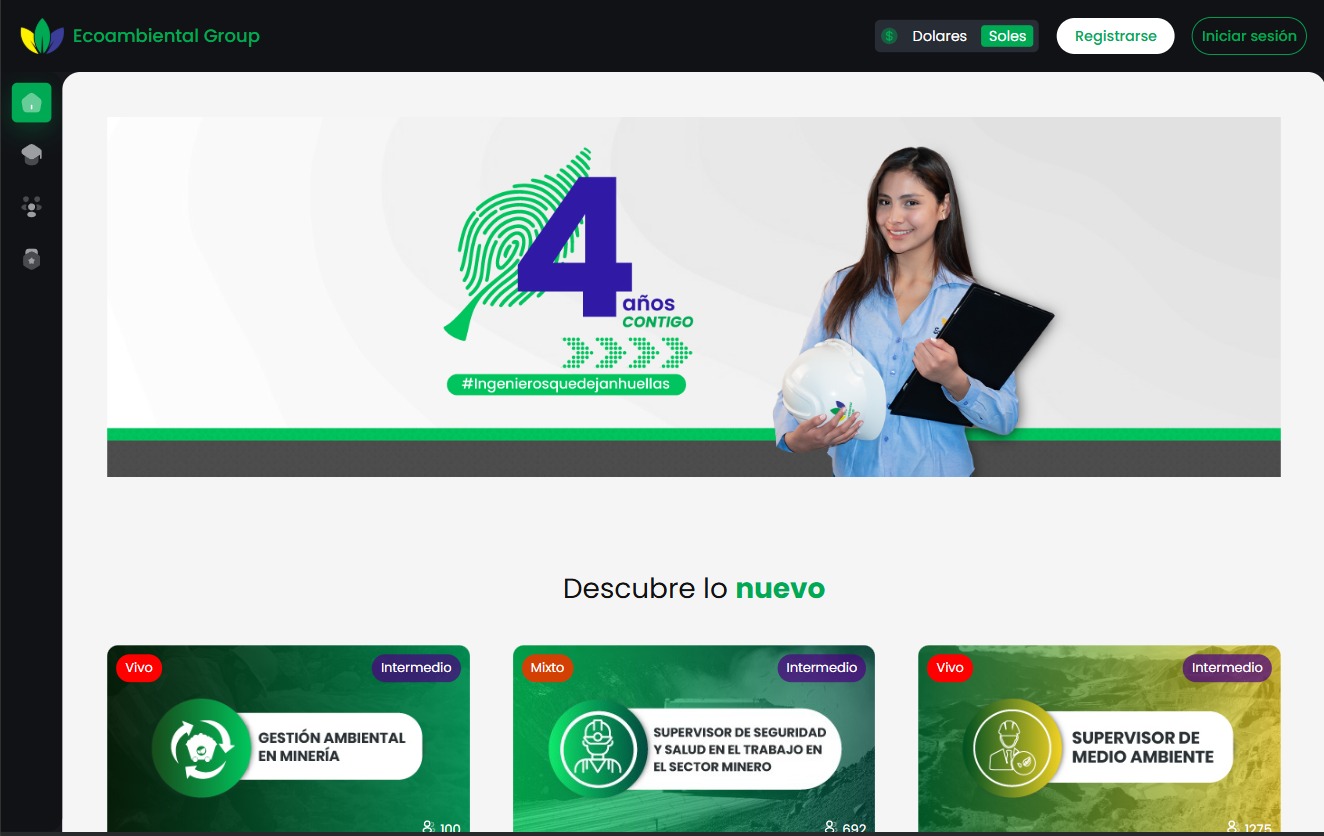 Ecoambiental Group
Dolares
Soles
Registrarse
Iniciar sesión
4
años
CONTIGO
#Ingenierosquedejanhuellas
Descubre lo nuevo
Vivo
Intermedio
GESTIÓN AMBIENTAL
EN MINERÍA
100
Mixto
Intermedio
SUPERVISOR DE SEGURIDAD
Y SALUD EN EL TRABAJO EN
EL SECTOR MINERO
692
Vivo
Intermedio
SUPERVISOR DE
MEDIO AMBIENTE
1275